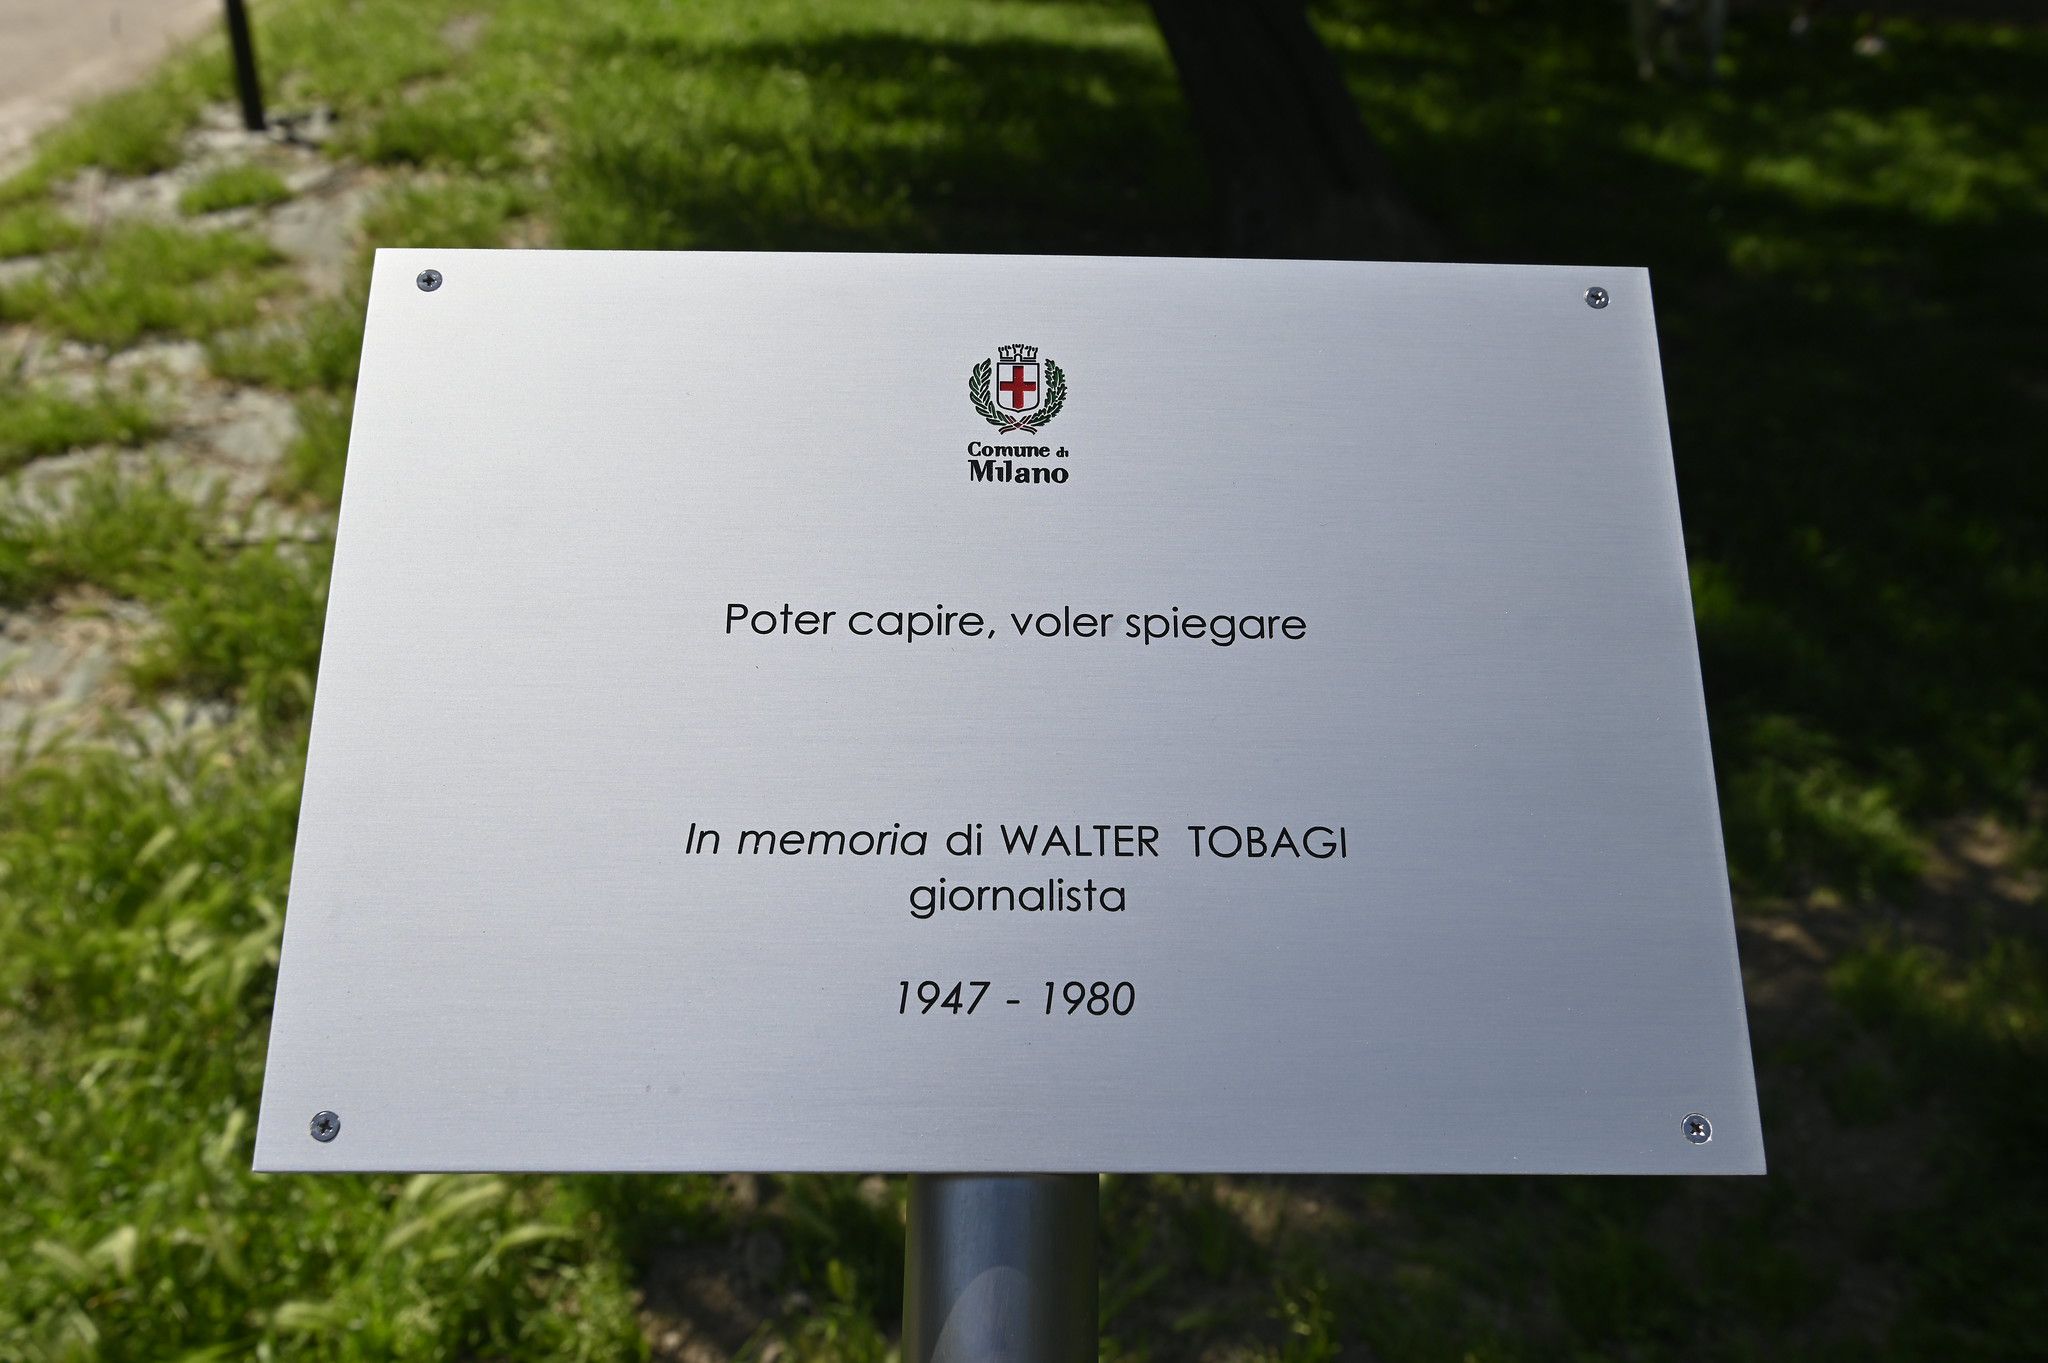 Comune di
Milano
Poter capire, voler spiegare
In memoria di WALTER TOBAGI
giornalista
1947 - 1980